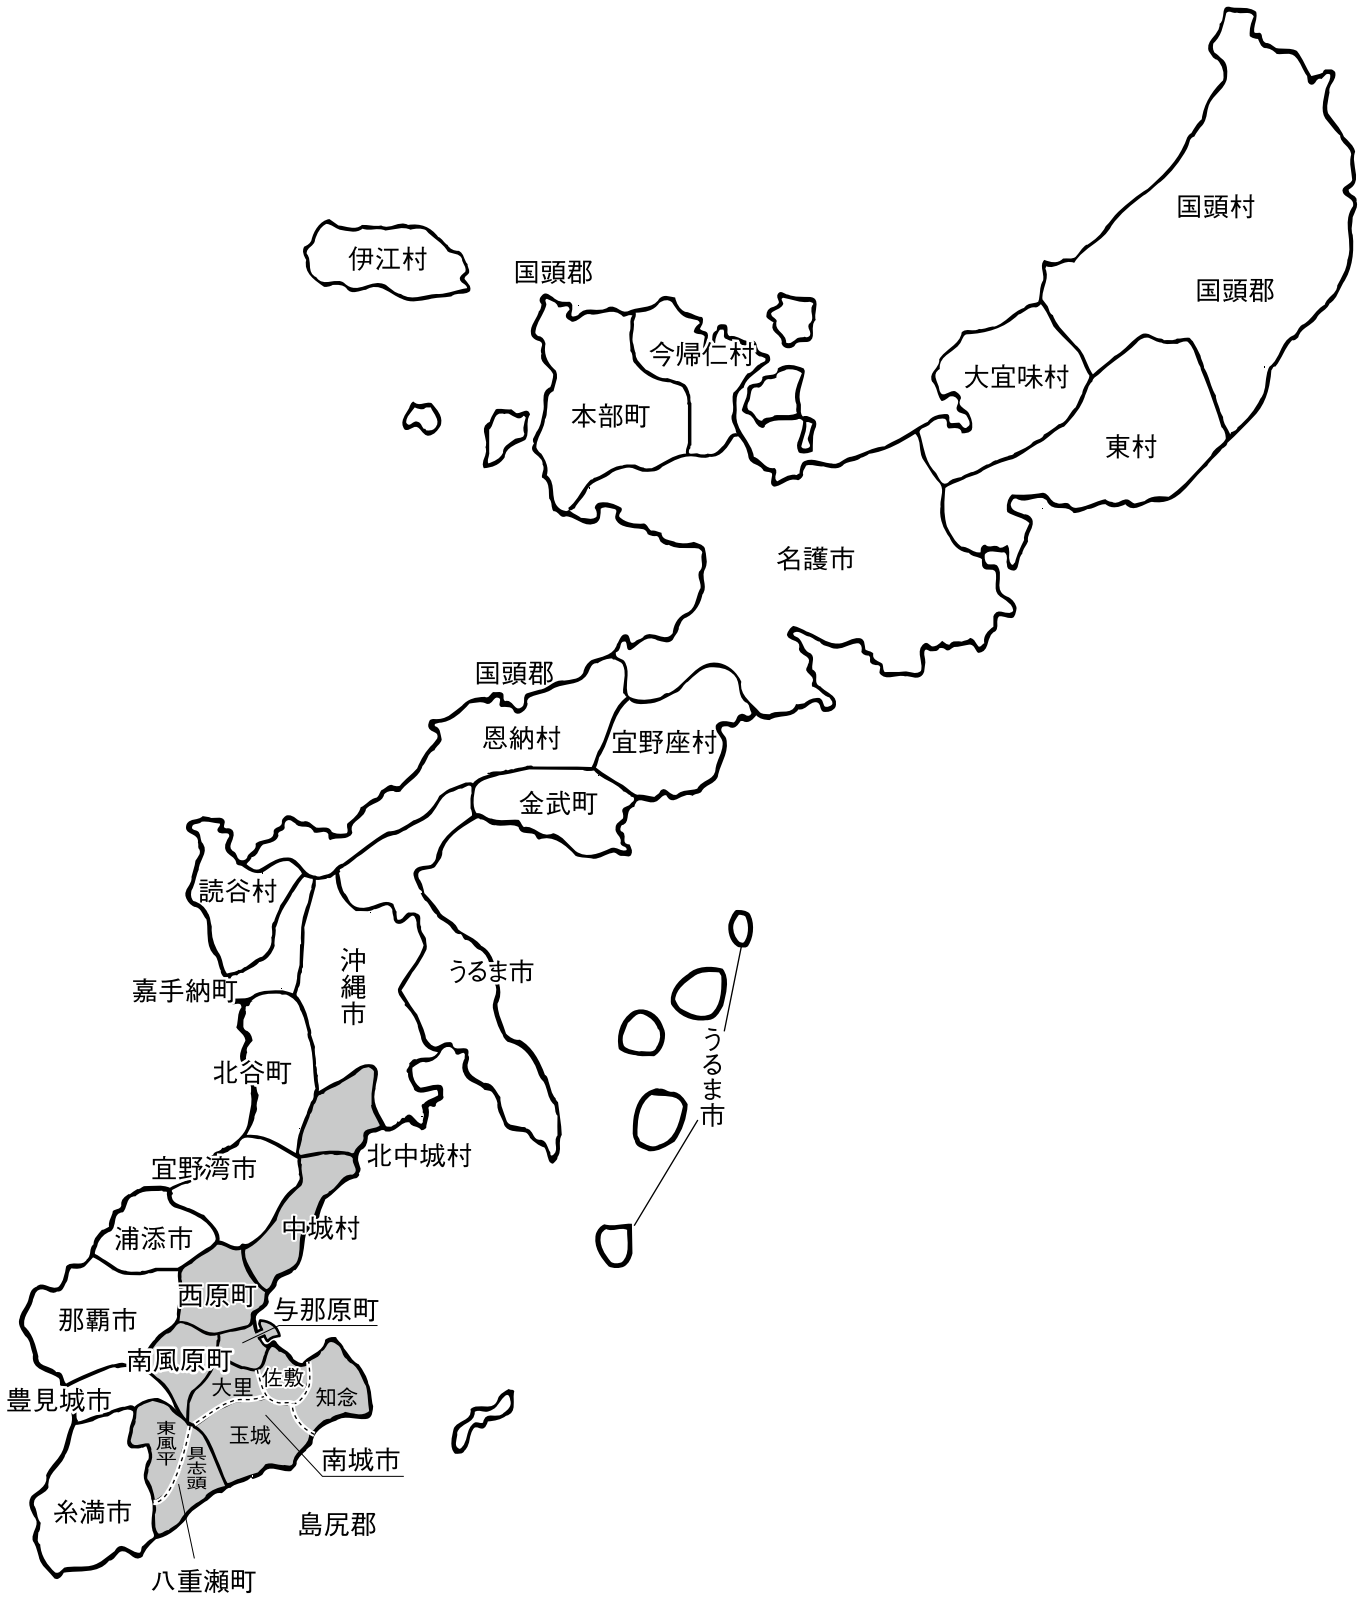 国頭村
伊江村
国頭郡
国頭郡
今帰仁村
大宜味村
本部町
東村
名護市
国頭郡
恩納村
宜野座村
金武町
読谷村
沖縄市
うるま市
嘉手納町
うるま市
北谷町
北中城村
宜野湾市
中城村
浦添市
西原町
与那原町
那覇市
南風原町
佐敷
大里
知念
豊見城市
東風平
玉城
具志頭
南城市
糸満市
島尻郡
八重瀬町